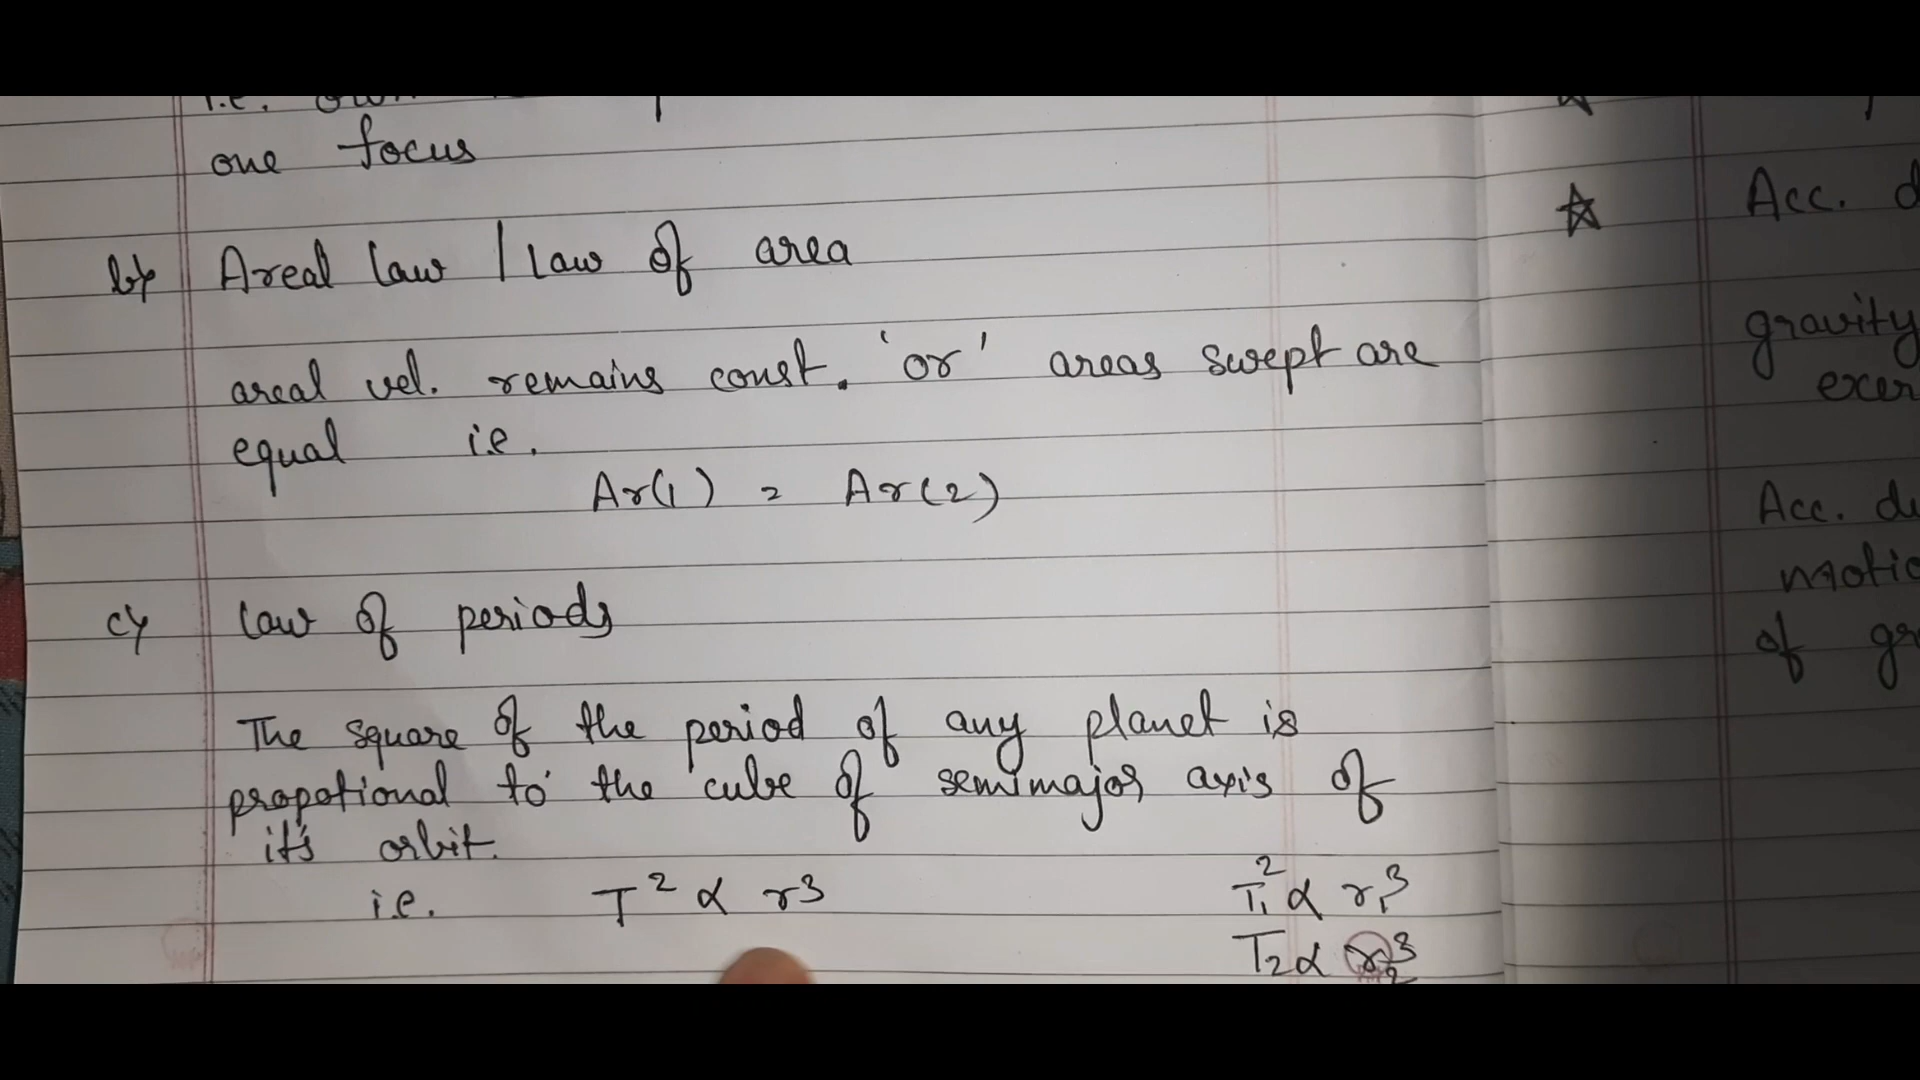 one focus
b) Areal law / law of area
areal vel. remains const. 'or' areas swept are
equal i.e.
Ar(1) = Ar(2)
c) law of periods
The square of the period of any planet is
propotional to the cube of semimajor axis of
it's orbit.
i.e. T² ∝ r³
T₁² ∝ r₁³
T₂ ∝ r₂³
☆ Acc.
gravity
Acc.
of